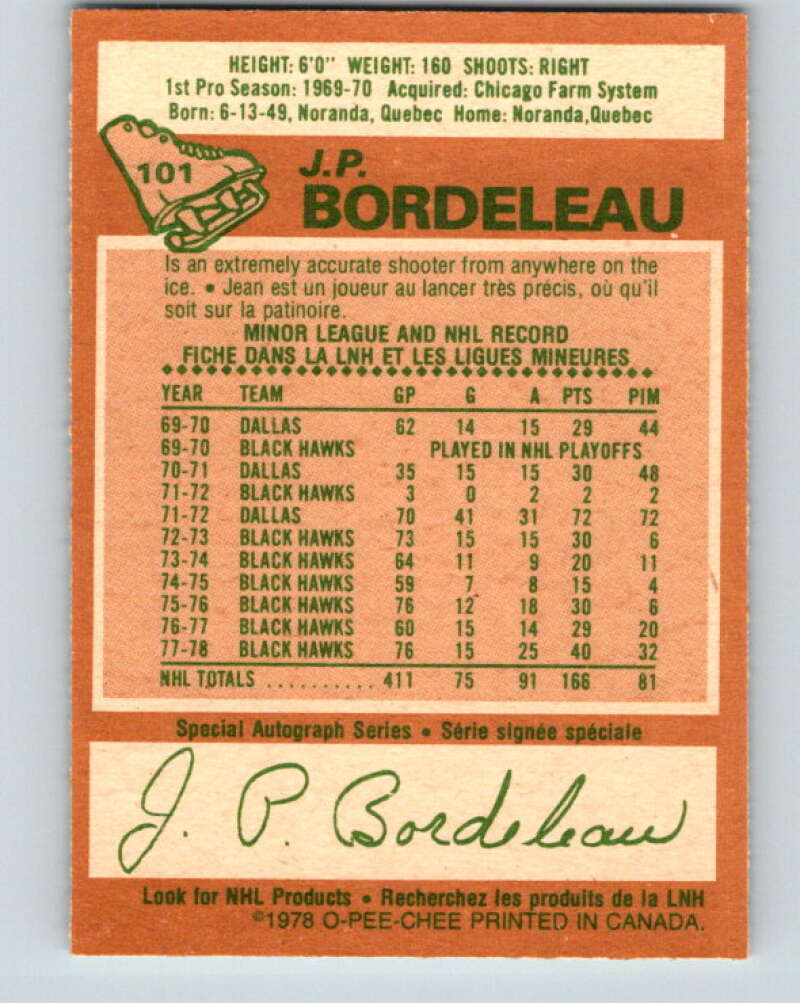 HEIGHT: 6'0" WEIGHT: 160 SHOOTS: RIGHT
1st Pro Season: 1969-70 Acquired: Chicago Farm System
Born: 6-13-49, Noranda, Quebec Home: Noranda,Quebec
101
J.P.
BORDELEAU
Is an extremely accurate shooter from anywhere on the
ice. • Jean est un joueur au lancer très précis, où qu'il
soit sur la patinoire.
MINOR LEAGUE AND NHL RECORD
FICHE DANS LA LNH ET LES LIGUES MINEURES
YEAR TEAM GP G A PTS PIM
69-70 DALLAS 62 14 15 29 44
69-70 BLACK HAWKS PLAYED IN NHL PLAYOFFS
70-71 DALLAS 35 15 15 30 48
71-72 BLACK HAWKS 3 0 2 2 2
71-72 DALLAS 70 41 31 72 72
72-73 BLACK HAWKS 73 15 15 30 6
73-74 BLACK HAWKS 64 11 9 20 11
74-75 BLACK HAWKS 59 7 8 15 4
75-76 BLACK HAWKS 76 12 18 30 6
76-77 BLACK HAWKS 60 15 14 29 20
77-78 BLACK HAWKS 76 15 25 40 32
NHL TOTALS .......... 411 75 91 166 81
Special Autograph Series • Série signée spéciale
J. P. Bordeleau
Look for NHL Products • Recherchez les produits de la LNH
©1978 O-PEE-CHEE PRINTED IN CANADA.